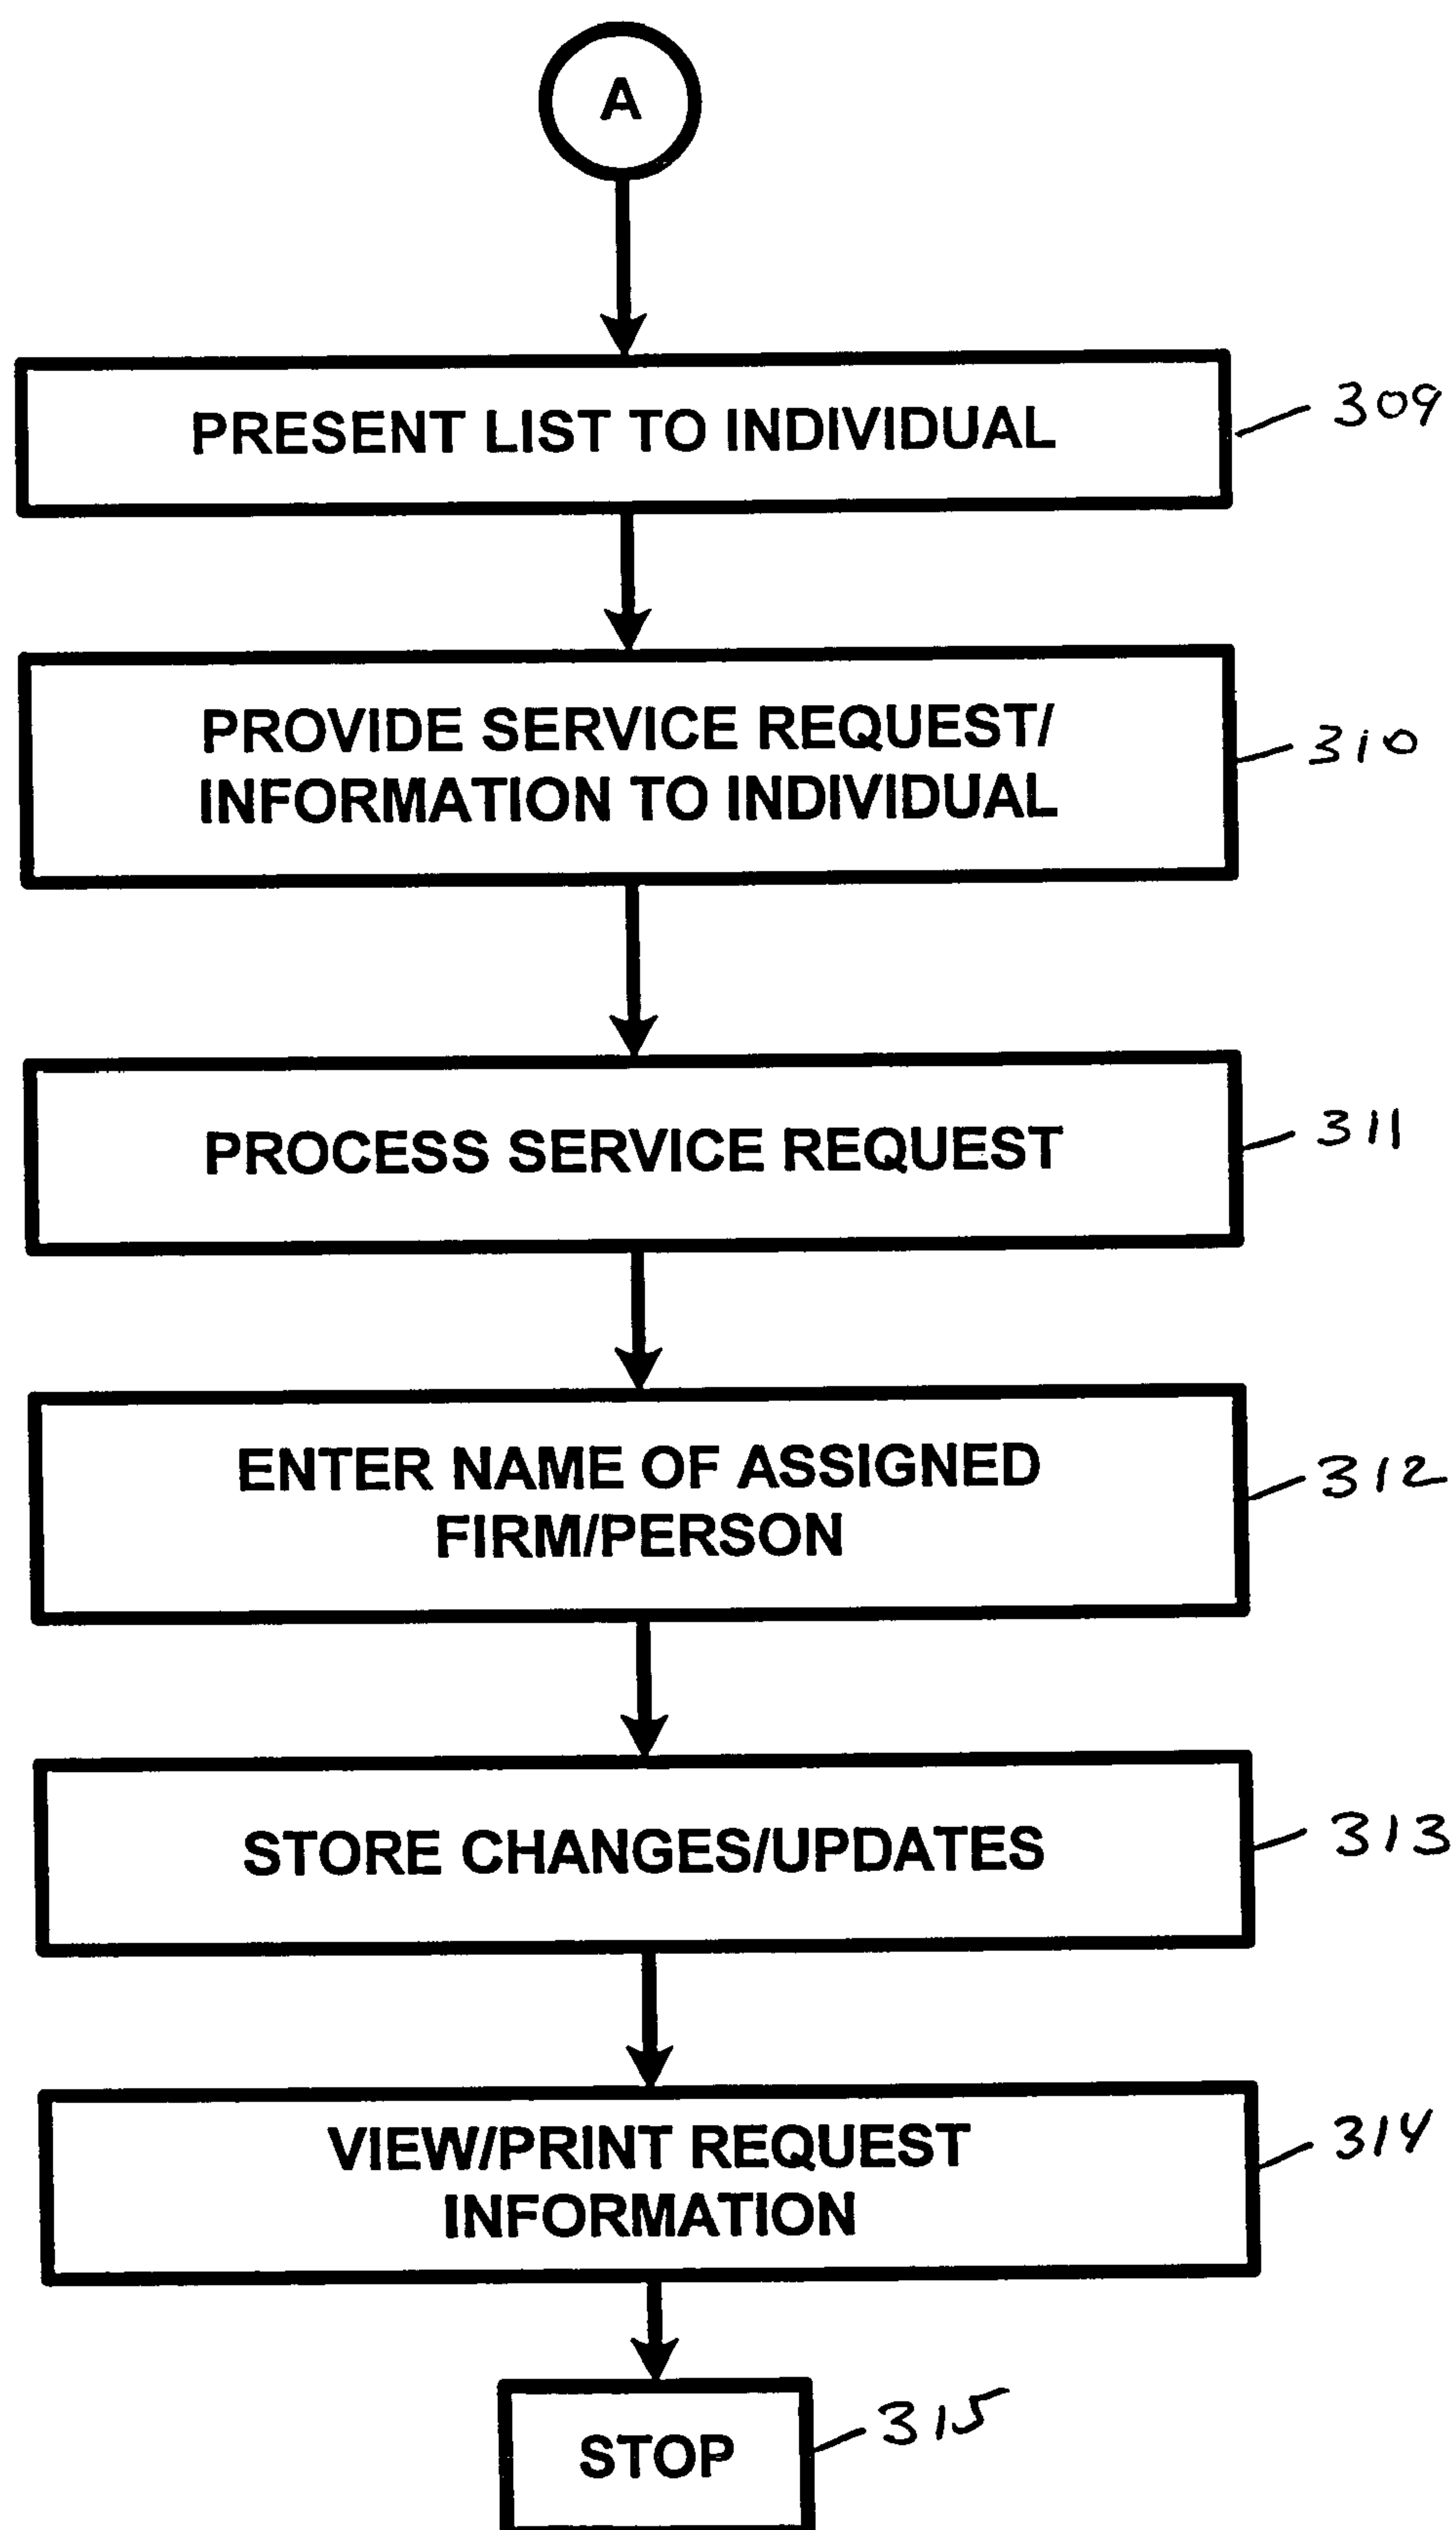 A
PRESENT LIST TO INDIVIDUAL
309
PROVIDE SERVICE REQUEST/
INFORMATION TO INDIVIDUAL
310
PROCESS SERVICE REQUEST
311
ENTER NAME OF ASSIGNED
FIRM/PERSON
312
STORE CHANGES/UPDATES
313
VIEW/PRINT REQUEST
INFORMATION
314
STOP
315